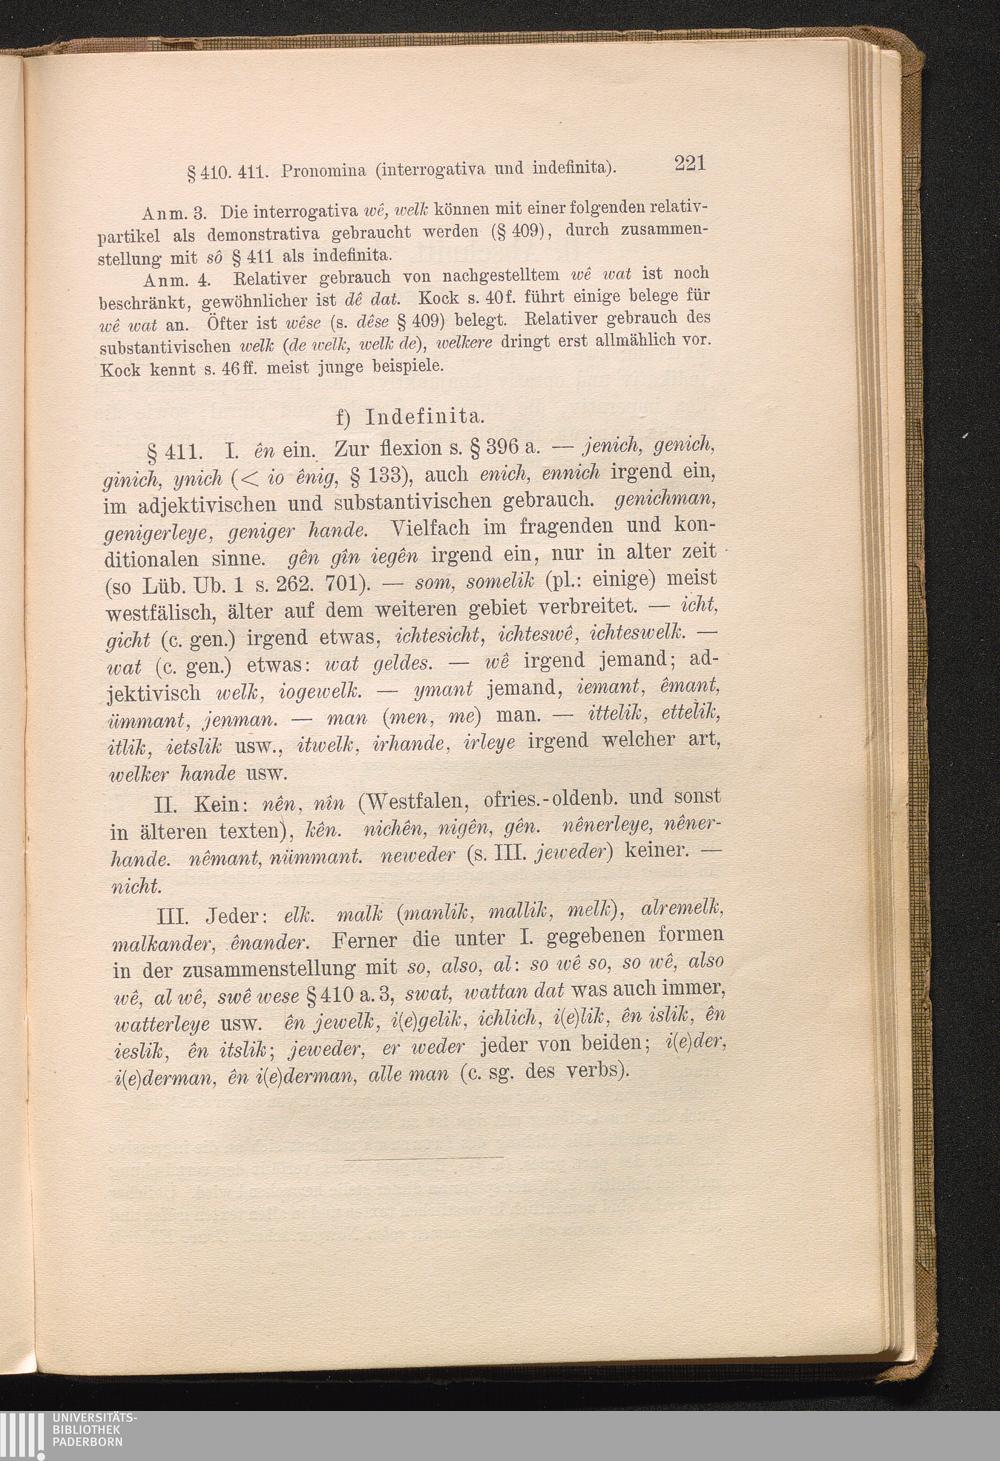 § 410. 411. Pronomina (interrogativa und indefinita). 221
Anm. 3. Die interrogativa wê, welk können mit einer folgenden relativ-
partikel als demonstrativa gebraucht werden (§ 409), durch zusammen-
stellung mit sô § 411 als indefinita.
Anm. 4. Relativer gebrauch von nachgestelltem wê wat ist noch
beschränkt, gewöhnlicher ist dê dat. Kock s. 40 f. führt einige belege für
wê wat an. Öfter ist wêse (s. dêse § 409) belegt. Relativer gebrauch des
substantivischen welk (de welk, welk de), welkere dringt erst allmählich vor.
Kock kennt s. 46 ff. meist junge beispiele.
f) Indefinita.
§ 411. I. ên ein. Zur flexion s. § 396 a. — jenich, genich,
ginich, ynich (< io ênig, § 133), auch enich, ennich irgend ein,
im adjektivischen und substantivischen gebrauch. genichman,
genigerleye, geniger hande. Vielfach im fragenden und kon-
ditionalen sinne. gên gîn iegên irgend ein, nur in alter zeit
(so Lüb. Ub. 1 s. 262. 701). — som, somelik (pl.: einige) meist
westfälisch, älter auf dem weiteren gebiet verbreitet. — icht,
gicht (c. gen.) irgend etwas, ichtesicht, ichteswê, ichteswelk. —
wat (c. gen.) etwas: wat geldes. — wê irgend jemand; ad-
jektivisch welk, iogewelk. — ymant jemand, iemant, êmant,
ümmant, jenman. — man (men, me) man. — ittelik, ettelik,
itlik, ietslik usw., itwelk, irhande, irleye irgend welcher art,
welker hande usw.
II. Kein: nên, nîn (Westfalen, ofries.-oldenb. und sonst
in älteren texten), kên. nichên, nigên, gên. nênerleye, nêner-
hande. nêmant, nümmant. neweder (s. III. jeweder) keiner. —
nicht.
III. Jeder: elk. malk (manlik, mallik, melk), alremelk,
malkander, ênander. Ferner die unter I. gegebenen formen
in der zusammenstellung mit so, also, al: so wê so, so wê, also
wê, al wê, swê wese § 410 a. 3, swat, wattan dat was auch immer,
watterleye usw. ên jewelk, i(e)gelik, ichlich, i(e)lik, ên islik, ên
ieslik, ên itslik; jeweder, er weder jeder von beiden; i(e)der,
i(e)derman, ên i(e)derman, alle man (c. sg. des verbs).
UNIVERSITÄTS-
BIBLIOTHEK
PADERBORN